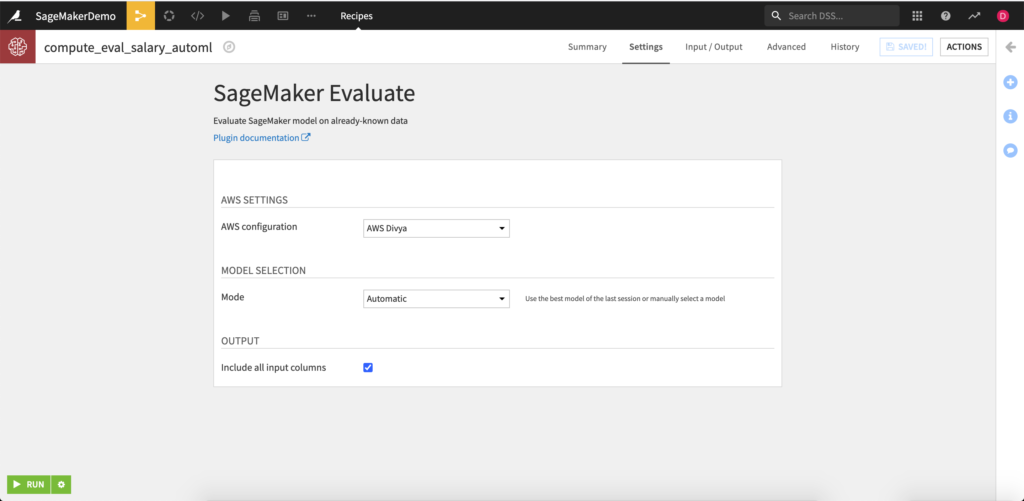 SageMakerDemo
Recipes
Search DSS...
D
compute_eval_salary_automl
Summary
Settings
Input / Output
Advanced
History
SAVED!
ACTIONS
SageMaker Evaluate
Evaluate SageMaker model on already-known data
Plugin documentation
AWS SETTINGS
AWS configuration
AWS Divya
MODEL SELECTION
Mode
Automatic
Use the best model of the last session or manually select a model
OUTPUT
Include all input columns
RUN